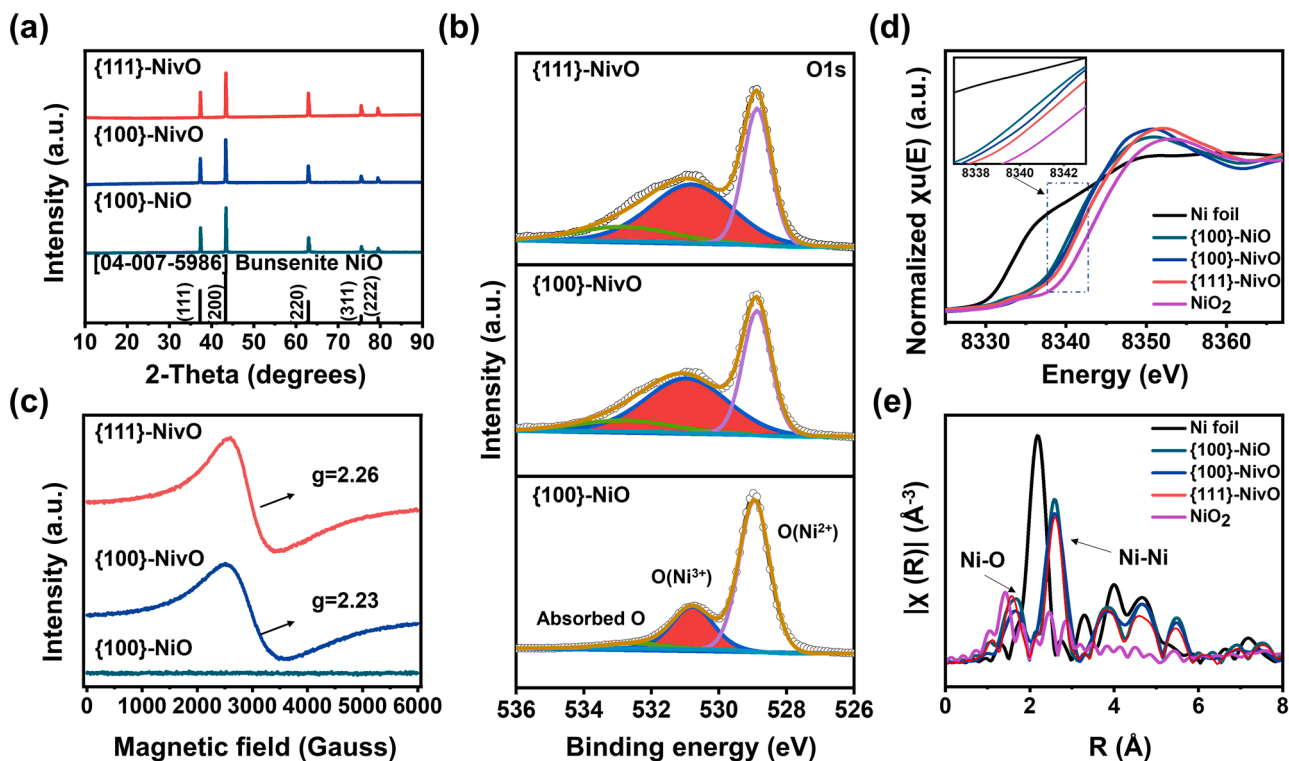 (a)
{111}-NivO
{100}-NivO
{100}-NiO
[04-007-5986] Bunsenite NiO
(111)
(200)
(220)
(311)
(222)
10 20 30 40 50 60 70 80 90
2-Theta (degrees)
Intensity (a.u.)
(b)
{111}-NivO
O1s
{100}-NivO
{100}-NiO
O(Ni²⁺)
O(Ni³⁺)
Absorbed O
536 534 531 529 528 526
Binding energy (eV)
Intensity (a.u.)
(c)
{111}-NivO
g=2.26
{100}-NivO
g=2.23
{100}-NiO
0 1000 2000 3000 4000 5000 6000
Magnetic field (Gauss)
Intensity (a.u.)
(d)
8338 8340 8342
Ni foil
{100}-NiO
{100}-NivO
{111}-NivO
NiO₂
8330 8340 8350 8360
Energy (eV)
Normalized χu(E) (a.u.)
(e)
Ni foil
{100}-NiO
{100}-NivO
{111}-NivO
NiO₂
Ni-O
Ni-Ni
0 2 4 6 8
R (Å)
|χ (R)| (Å⁻³)